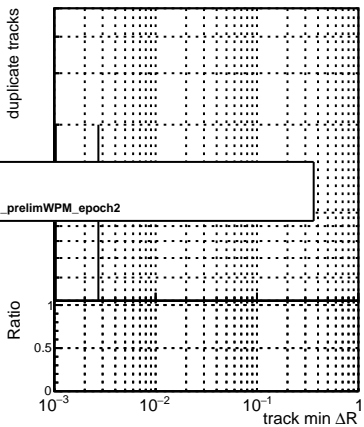 duplicate tracks
_prelimWPM_epoch2
Ratio
1
0.5
0
10⁻³
10⁻²
10⁻¹
1
track min ΔR